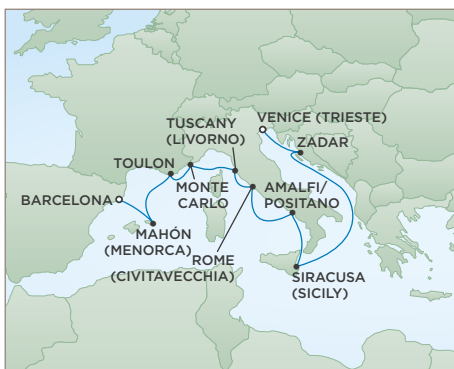 VENICE (TRIESTE)
TUSCANY
(LIVORNO)
ZADAR
TOULON
MONTE
CARLO
AMALFI/
POSITANO
BARCELONA
MAHÓN
(MENORCA)
ROME
(CIVITAVECCHIA)
SIRACUSA
(SICILY)